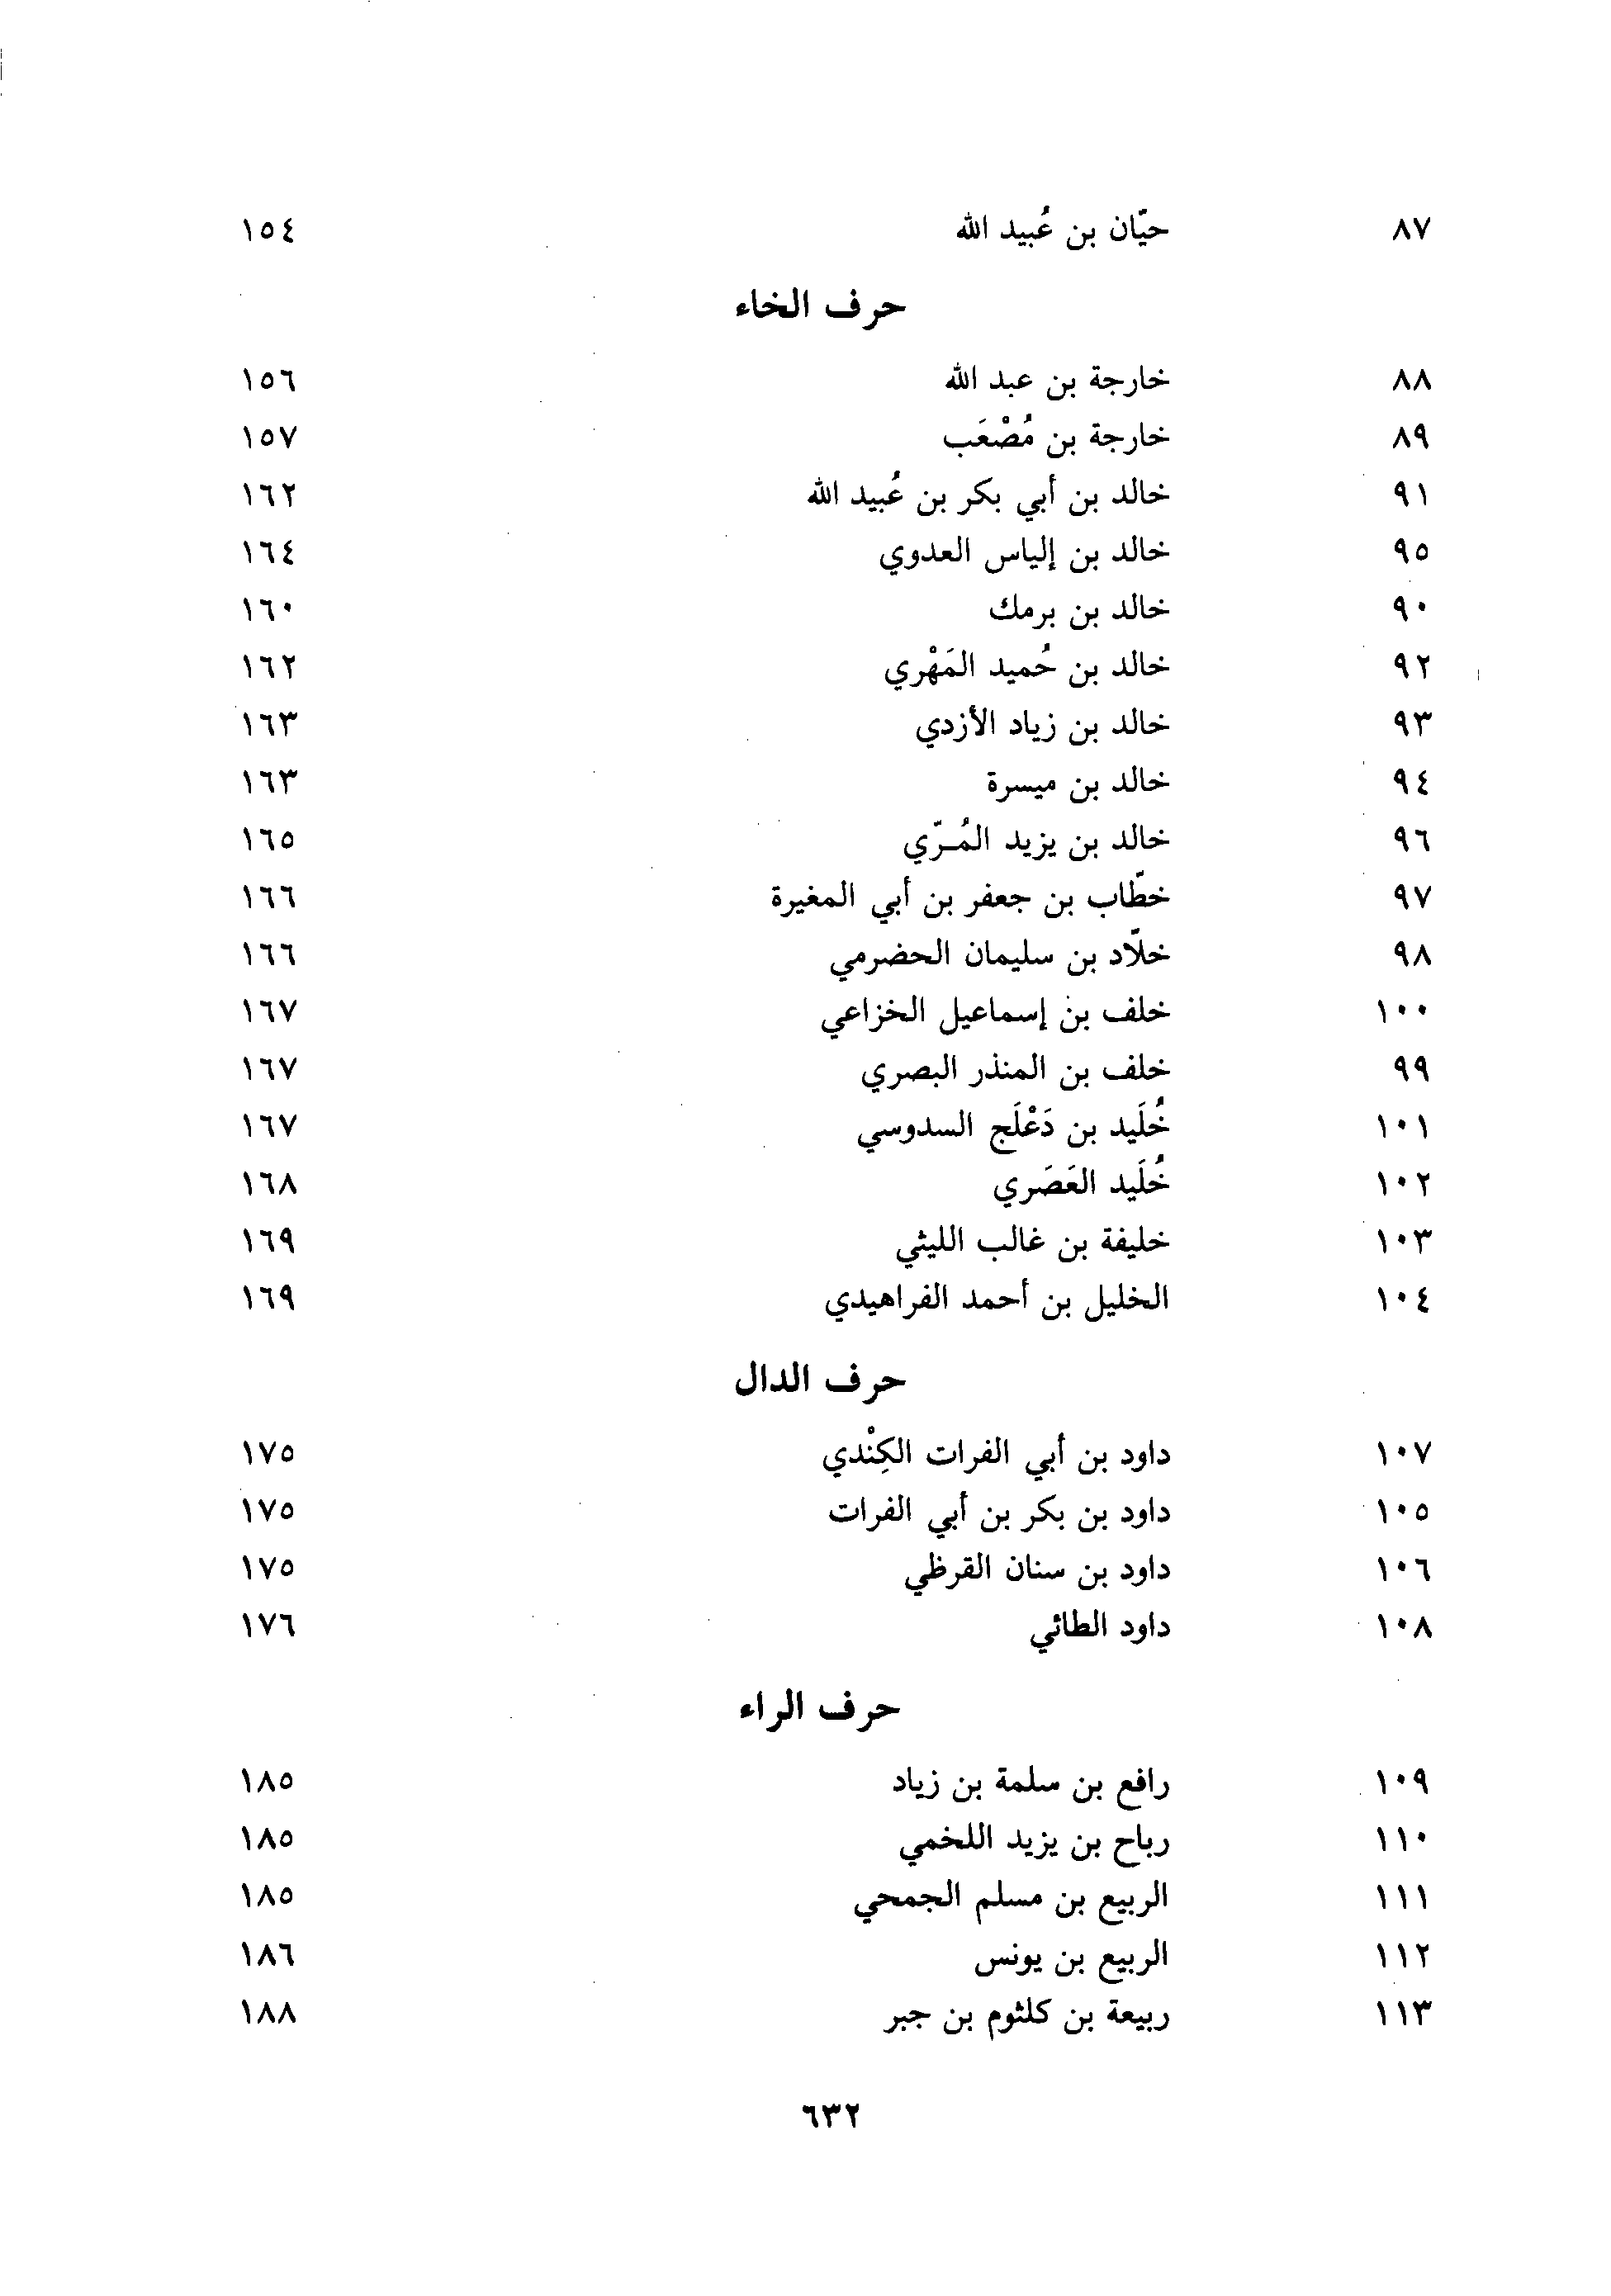 ٨٧ حيّان بن عُبيد الله ١٥٤
حرف الخاء
٨٨ خارجة بن عبد الله ١٥٦
٨٩ خارجة بن مُصْعَب ١٥٧
٩١ خالد بن أبي بكر بن عُبيد الله ١٦٢
٩٥ خالد بن إلياس العدوي ١٦٤
٩٠ خالد بن برمك ١٦٠
٩٢ خالد بن حُميد المَهْري ١٦٢
٩٣ خالد بن زياد الأزدي ١٦٣
٩٤ خالد بن ميسرة ١٦٣
٩٦ خالد بن يزيد المُـرّي ١٦٥
٩٧ خطّاب بن جعفر بن أبي المغيرة ١٦٦
٩٨ خلّاد بن سليمان الحضرمي ١٦٦
١٠٠ خلف بن إسماعيل الخزاعي ١٦٧
٩٩ خلف بن المنذر البصري ١٦٧
١٠١ خُلَيد بن دَعْلَج السدوسي ١٦٧
١٠٢ خُلَيد العَصَري ١٦٨
١٠٣ خليفة بن غالب الليثي ١٦٩
١٠٤ الخليل بن أحمد الفراهيدي ١٦٩
حرف الدال
١٠٧ داود بن أبي الفرات الكِنْدي ١٧٥
١٠٥ داود بن بكر بن أبي الفرات ١٧٥
١٠٦ داود بن سنان القرظي ١٧٥
١٠٨ داود الطائي ١٧٦
حرف الراء
١٠٩ رافع بن سلمة بن زياد ١٨٥
١١٠ رباح بن يزيد اللخمي ١٨٥
١١١ الربيع بن مسلم الجمحي ١٨٥
١١٢ الربيع بن يونس ١٨٦
١١٣ ربيعة بن كلثوم بن جبر ١٨٨
٦٣٢